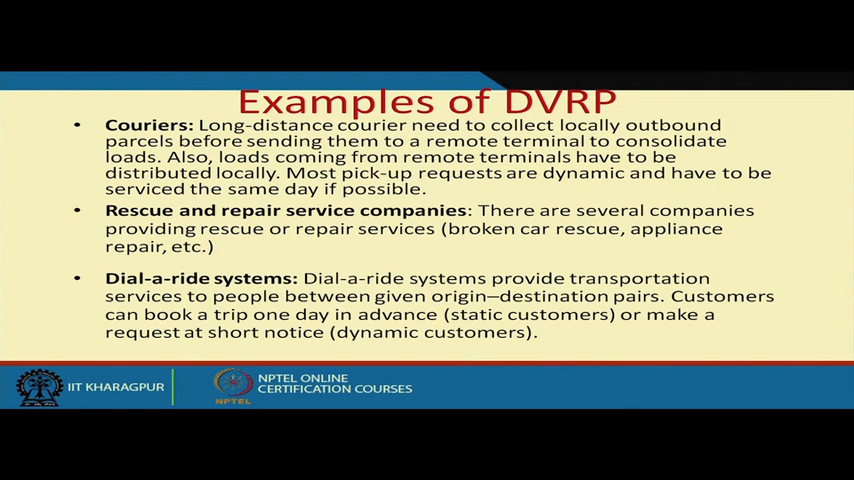 Examples of DVRP
• Couriers: Long-distance courier need to collect locally outbound
parcels before sending them to a remote terminal to consolidate
loads. Also, loads coming from remote terminals have to be
distributed locally. Most pick-up requests are dynamic and have to be
serviced the same day if possible.
• Rescue and repair service companies: There are several companies
providing rescue or repair services (broken car rescue, appliance
repair, etc.)
• Dial-a-ride systems: Dial-a-ride systems provide transportation
services to people between given origin–destination pairs. Customers
can book a trip one day in advance (static customers) or make a
request at short notice (dynamic customers).
IIT KHARAGPUR
NPTEL
NPTEL ONLINE
CERTIFICATION COURSES